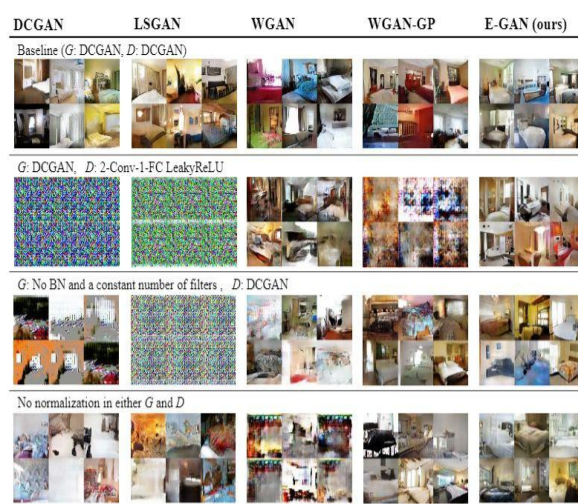 DCGAN LSGAN WGAN WGAN-GP E-GAN (ours)
Baseline (G: DCGAN, D: DCGAN)
G: DCGAN, D: 2-Conv-1-FC LeakyReLU
G: No BN and a constant number of filters , D: DCGAN
No normalization in either G and D